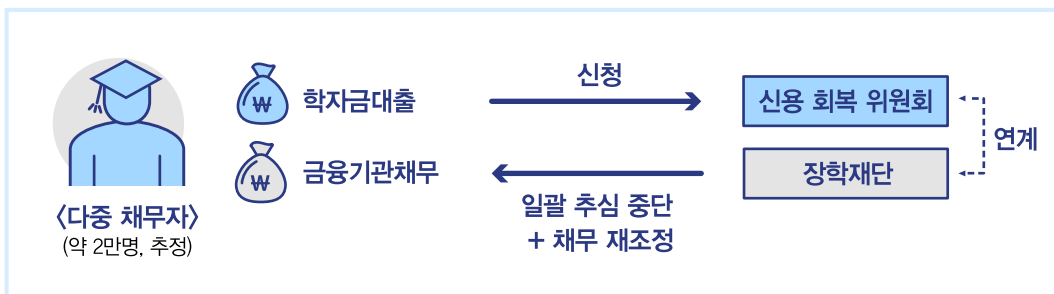 ₩
학자금대출
₩
금융기관채무
〈다중 채무자〉
(약 2만명, 추정)
신청
일괄 추심 중단
+ 채무 재조정
신용 회복 위원회
장학재단
연계